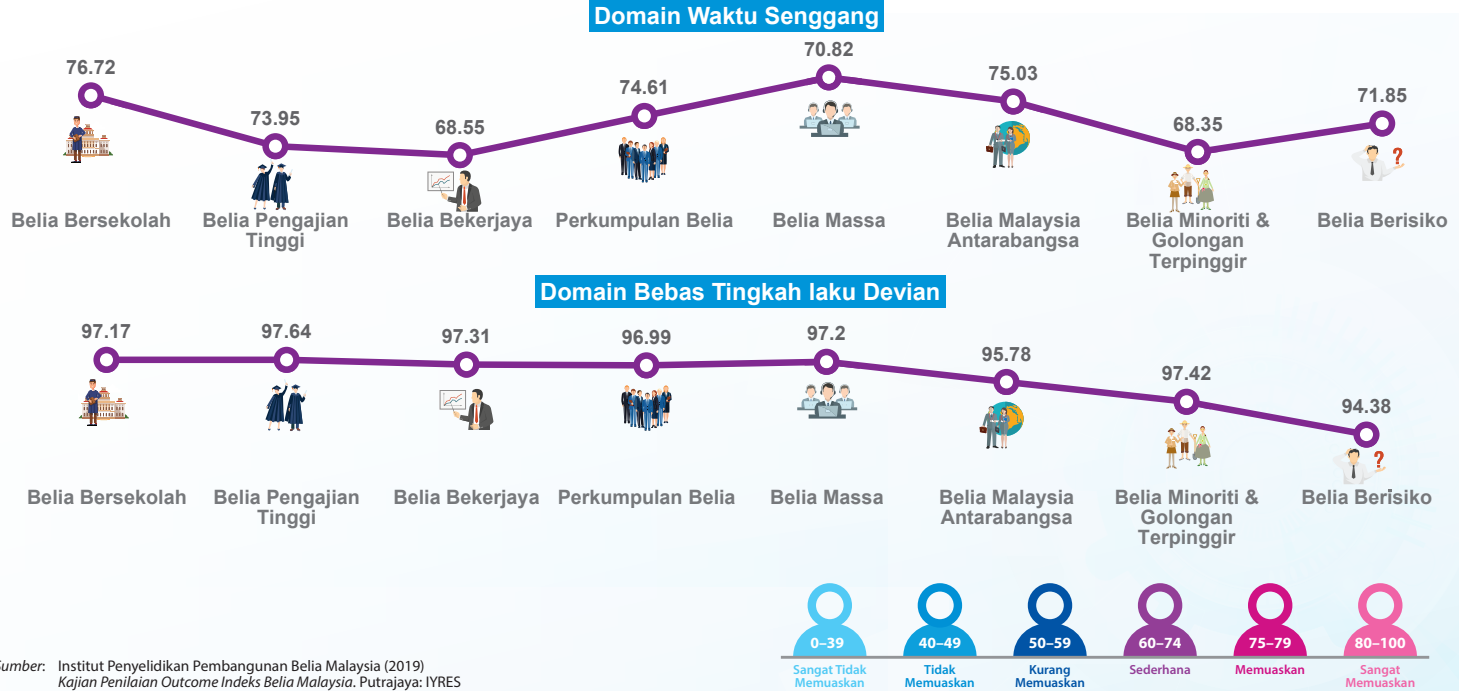 Domain Waktu Senggang
76.72
73.95
68.55
74.61
70.82
75.03
68.35
71.85
Belia Bersekolah
Belia Pengajian
Tinggi
Belia Bekerjaya
Perkumpulan Belia
Belia Massa
Belia Malaysia
Antarabangsa
Belia Minoriti &
Golongan
Terpinggir
Belia Berisiko
Domain Bebas Tingkah laku Devian
97.17
97.64
97.31
96.99
97.2
95.78
97.42
94.38
Belia Bersekolah
Belia Pengajian
Tinggi
Belia Bekerjaya
Perkumpulan Belia
Belia Massa
Belia Malaysia
Antarabangsa
Belia Minoriti &
Golongan
Terpinggir
Belia Berisiko
0–39
40–49
50–59
60–74
75–79
80–100
Sangat Tidak
Memuaskan
Tidak
Memuaskan
Kurang
Memuaskan
Sederhana
Memuaskan
Sangat
Memuaskan
Sumber: Institut Penyelidikan Pembangunan Belia Malaysia (2019)
Kajian Penilaian Outcome Indeks Belia Malaysia. Putrajaya: IYRES